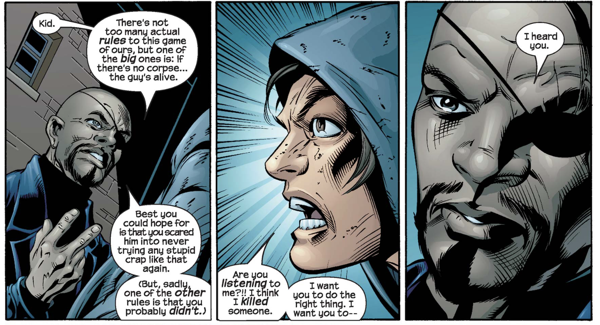 Kid.
There's not
too many actual
rules to this game
of ours, but one of
the big ones is: If
there's no corpse...
the guy's alive.
Best you
could hope for
is that you scared
him into never
trying any stupid
crap like that
again.
(But, sadly,
one of the other
rules is that you
probably didn't.)
Are you
listening to
me?!! I think
I killed
someone.
I want
you to do the
right thing. I
want you to--
I heard
you.